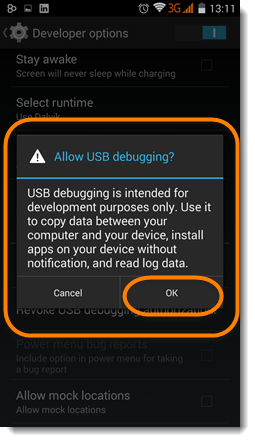 3G 13:11
Developer options
Stay awake
Screen will never sleep while charging
Select runtime
Use Dalvik
Allow USB debugging?
USB debugging is intended for
development purposes only. Use it
to copy data between your
computer and your device, install
apps on your device without
notification, and read log data.
Cancel OK
Revoke USB debugging authorizatio..
Power menu bug reports
Include option in power menu for taking
a bug report
Allow mock locations
Allow mock locations